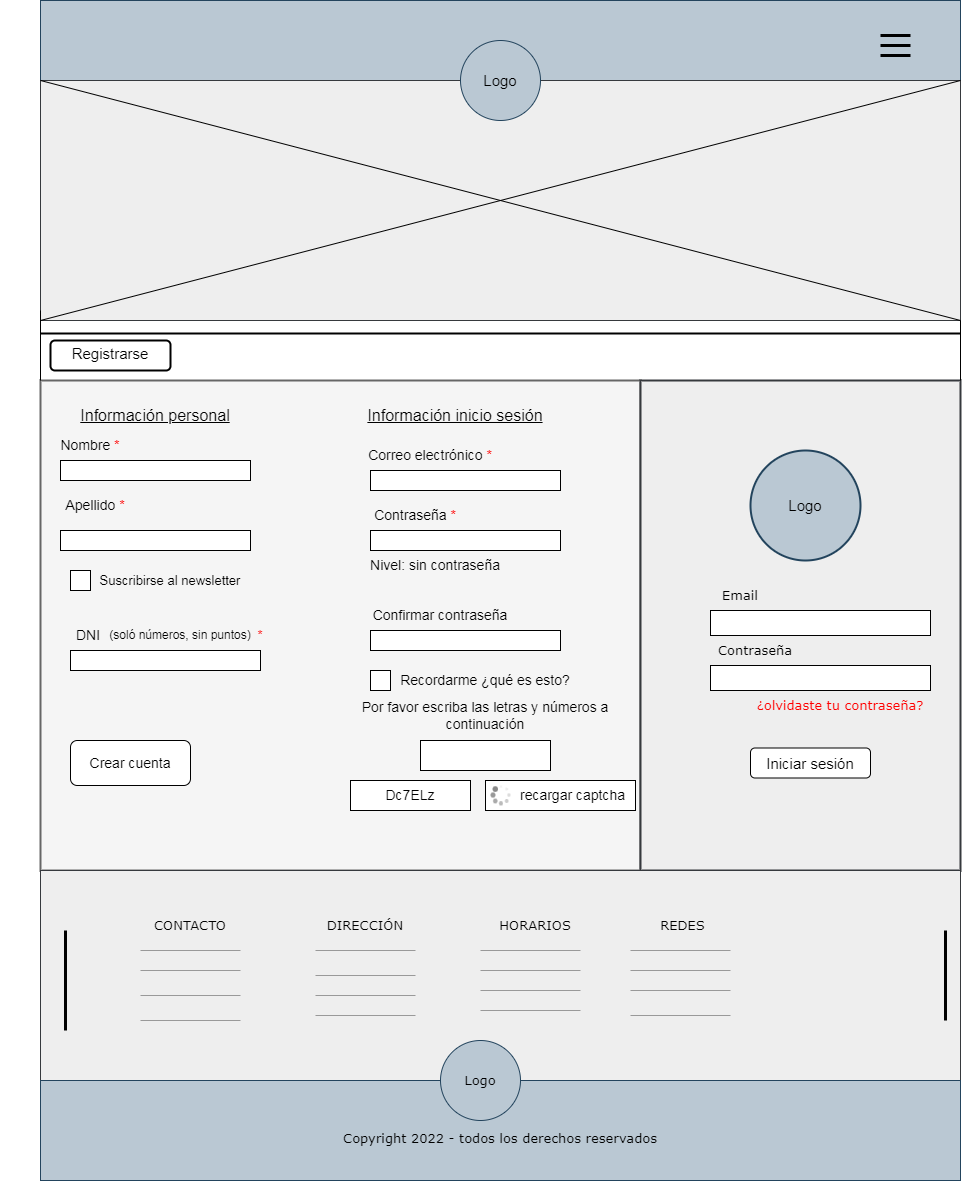 Logo
Registrarse
Información personal
Nombre *
Apellido *
Suscribirse al newsletter
DNI (soló números, sin puntos) *
Crear cuenta
Información inicio sesión
Correo electrónico *
Contraseña *
Nivel: sin contraseña
Confirmar contraseña
Recordarme ¿qué es esto?
Por favor escriba las letras y números a
continuación
Dc7ELz
recargar captcha
Logo
Email
Contraseña
¿olvidaste tu contraseña?
Iniciar sesión
CONTACTO
DIRECCIÓN
HORARIOS
REDES
Logo
Copyright 2022 - todos los derechos reservados